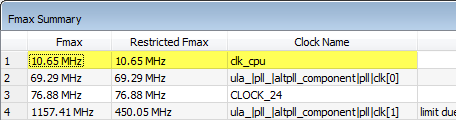 Fmax Summary
Fmax Restricted Fmax Clock Name
1 10.65 MHz 10.65 MHz clk_cpu
2 69.29 MHz 69.29 MHz ula_|pll_|altpll_component|pll|clk[0]
3 76.88 MHz 76.88 MHz CLOCK_24
4 1157.41 MHz 450.05 MHz ula_|pll_|altpll_component|pll|clk[1] limit due